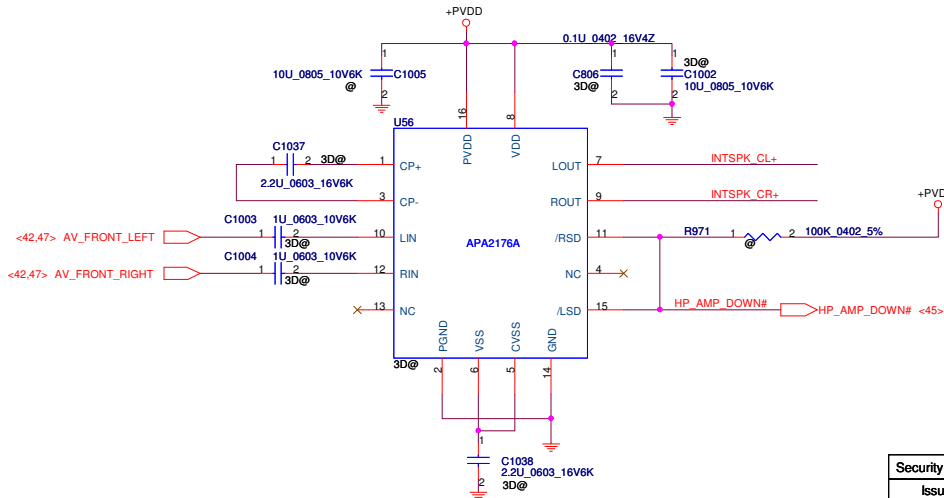 +PVDD
0.1U_0402_16V4Z
1
1
3D@
1
10U_0805_10V6K
C1005
C806
C1002
@
3D@
10U_0805_10V6K
2
2
2
U56
16
8
C1037
1
2
3D@
1
CP+
PVDD
VDD
LOUT
7
INTSPK_CL+
2.2U_0603_16V6K
3
CP-
ROUT
9
INTSPK_CR+
+PVD
C1003
1U_0603_10V6K
<42,47> AV_FRONT_LEFT
1
2
3D@
10
LIN
APA2176A
/RSD
11
R971
1
2
100K_0402_5%
@
C1004
1U_0603_10V6K
<42,47> AV_FRONT_RIGHT
1
2
3D@
12
RIN
NC
4
13
NC
/LSD
15
HP_AMP_DOWN#
HP_AMP_DOWN# <45>
PGND
VSS
CVSS
GND
3D@
2
6
5
14
1
C1038
2.2U_0603_16V6K
2
3D@
Security
Issu